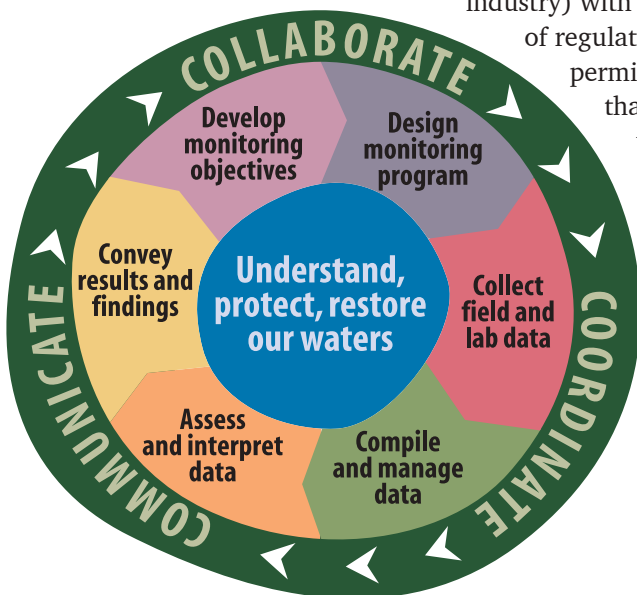 industry) with
of regulat
permi
tha
COLLABORATE
Develop
monitoring
objectives
Design
monitoring
program
Convey
results and
findings
Understand,
protect, restore
our waters
Collect
field and
lab data
Assess
and interpret
data
Compile
and manage
data
COORDINATE
COMMUNICATE